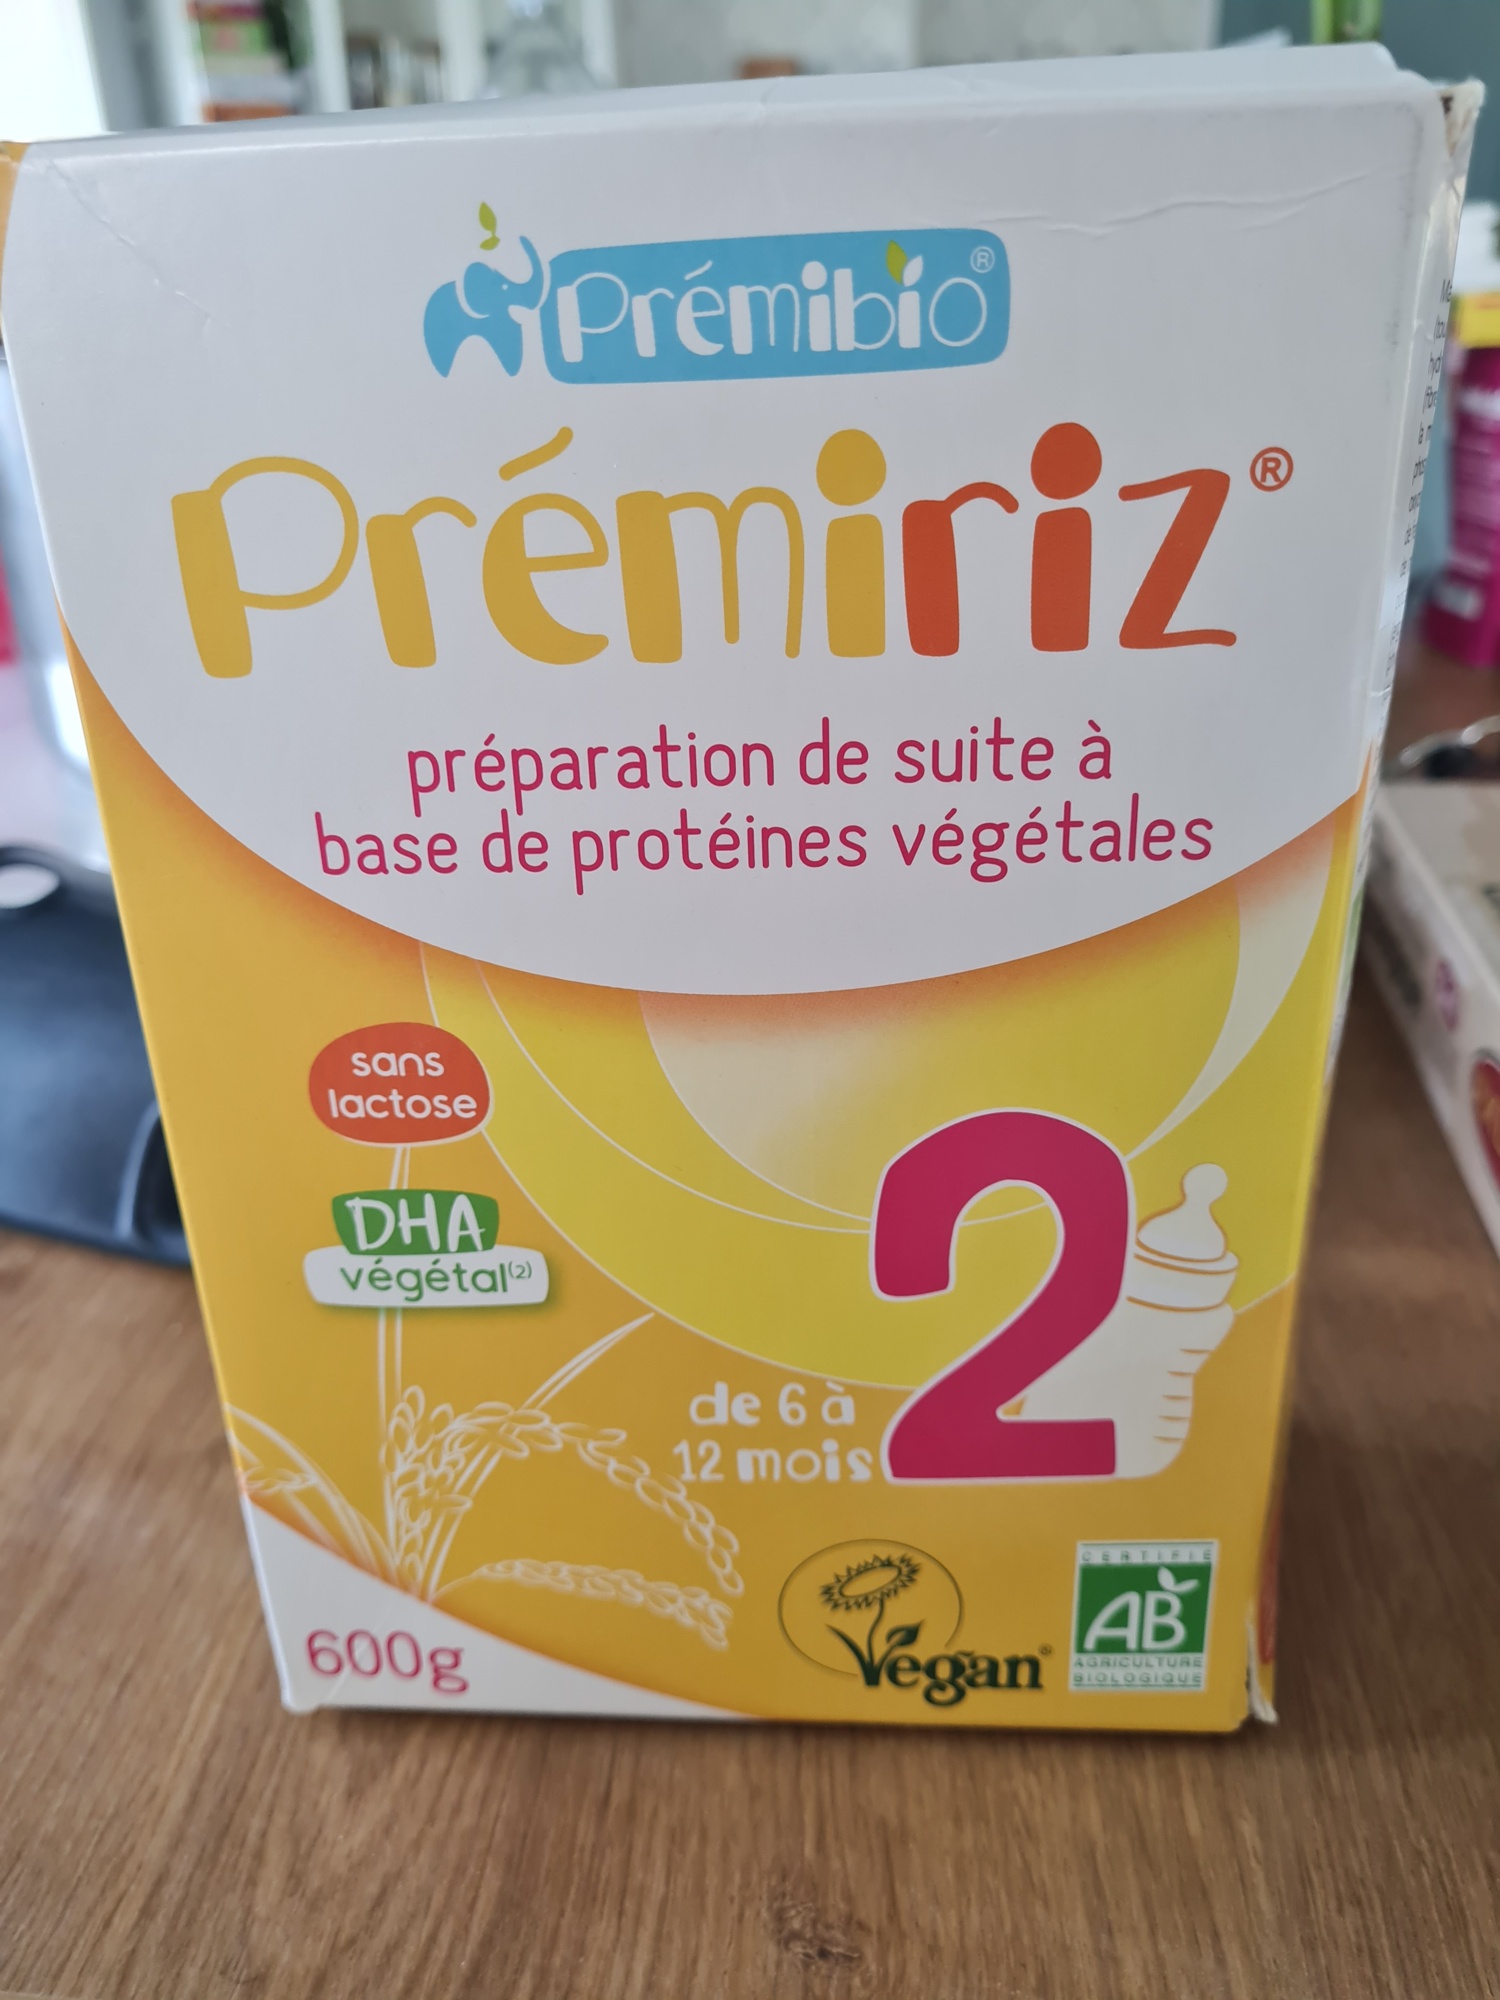 Prémibio®
Prémiriz®
préparation de suite à
base de protéines végétales
sans
lactose
DHA
végétal(2)
2
de 6 à
12 mois
600g
Vegan®
CERTIFIÉ
AB
AGRICULTURE
BIOLOGIQUE